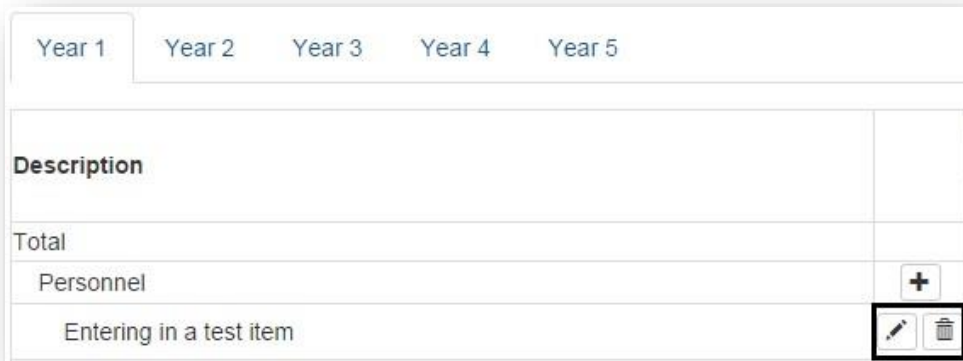 Year 1 Year 2 Year 3 Year 4 Year 5
Description
Total
Personnel
Entering in a test item